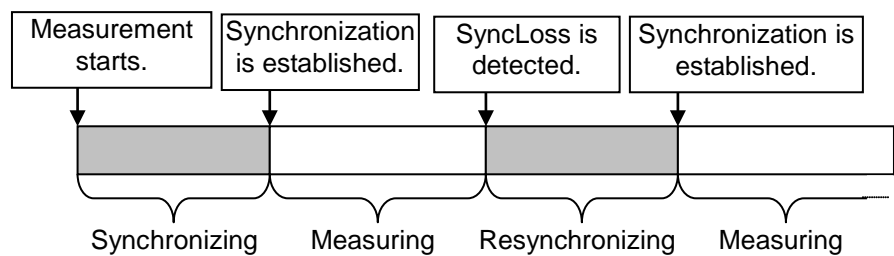 Measurement
starts.
Synchronization
is established.
SyncLoss is
detected.
Synchronization is
established.
Synchronizing
Measuring
Resynchronizing
Measuring